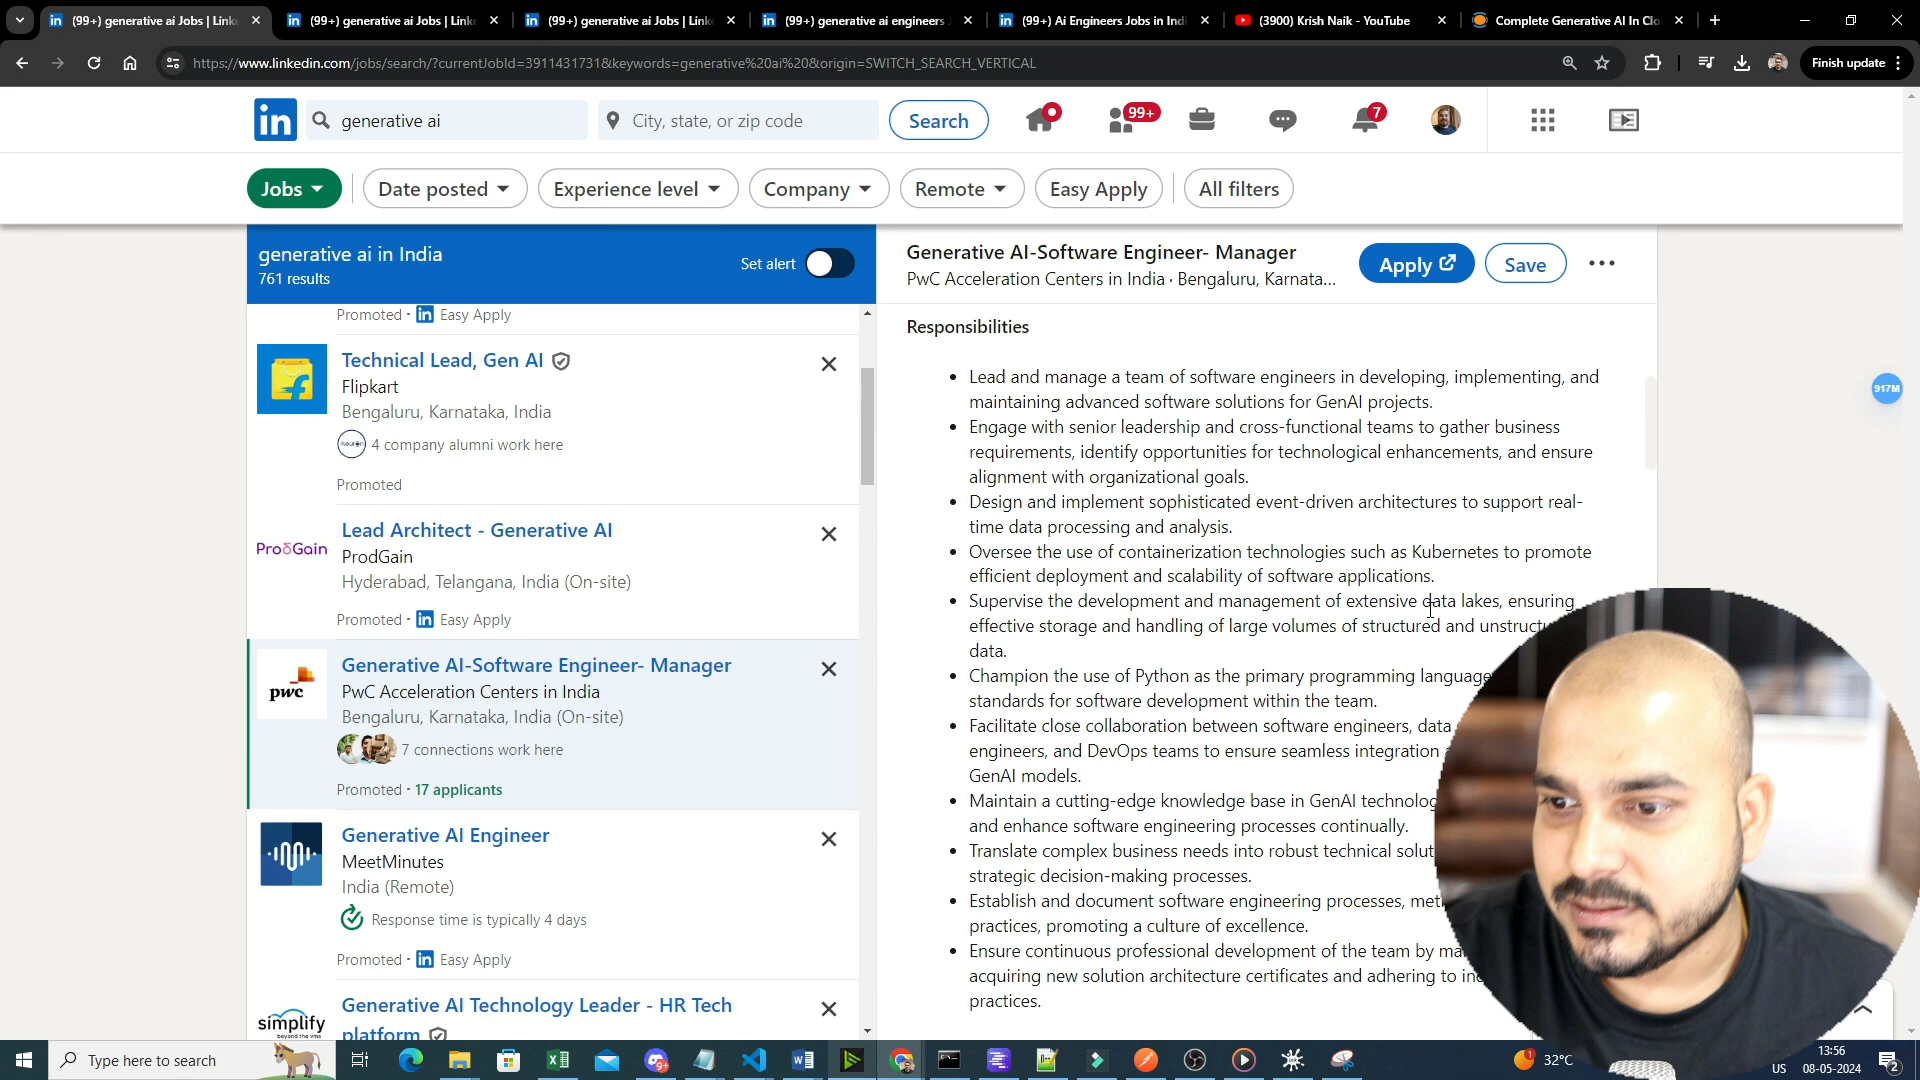 (99+) generative ai Jobs | Linke
(99+) generative ai Jobs | Linke
(99+) generative ai Jobs | Linke
(99+) generative ai engineers J
(99+) Ai Engineers Jobs in Indi
(3900) Krish Naik - YouTube
Complete Generative AI In Clo
https://www.linkedin.com/jobs/search/?currentJobId=3911431731&keywords=generative%20ai%20&origin=SWITCH_SEARCH_VERTICAL
Finish update
in
generative ai
City, state, or zip code
Search
99+
7
Jobs
Date posted
Experience level
Company
Remote
Easy Apply
All filters
generative ai in India
761 results
Set alert
Promoted · in Easy Apply
Technical Lead, Gen AI
Flipkart
Bengaluru, Karnataka, India
4 company alumni work here
Promoted
ProdGain
Lead Architect - Generative AI
ProdGain
Hyderabad, Telangana, India (On-site)
Promoted · in Easy Apply
pwc
Generative AI-Software Engineer- Manager
PwC Acceleration Centers in India
Bengaluru, Karnataka, India (On-site)
7 connections work here
Promoted · 17 applicants
Generative AI Engineer
MeetMinutes
India (Remote)
Response time is typically 4 days
Promoted · in Easy Apply
simplify
Generative AI Technology Leader - HR Tech
platform
Generative AI-Software Engineer- Manager
PwC Acceleration Centers in India · Bengaluru, Karnata...
Apply
Save
Responsibilities
• Lead and manage a team of software engineers in developing, implementing, and
maintaining advanced software solutions for GenAI projects.
• Engage with senior leadership and cross-functional teams to gather business
requirements, identify opportunities for technological enhancements, and ensure
alignment with organizational goals.
• Design and implement sophisticated event-driven architectures to support real-
time data processing and analysis.
• Oversee the use of containerization technologies such as Kubernetes to promote
efficient deployment and scalability of software applications.
• Supervise the development and management of extensive data lakes, ensuring
effective storage and handling of large volumes of structured and unstructu
data.
• Champion the use of Python as the primary programming language
standards for software development within the team.
• Facilitate close collaboration between software engineers, data
engineers, and DevOps teams to ensure seamless integration
GenAI models.
• Maintain a cutting-edge knowledge base in GenAI technolog
and enhance software engineering processes continually.
• Translate complex business needs into robust technical solut
strategic decision-making processes.
• Establish and document software engineering processes, met
practices, promoting a culture of excellence.
• Ensure continuous professional development of the team by ma
acquiring new solution architecture certificates and adhering to in
practices.
917M
Type here to search
32°C
US
13:56
08-05-2024
2